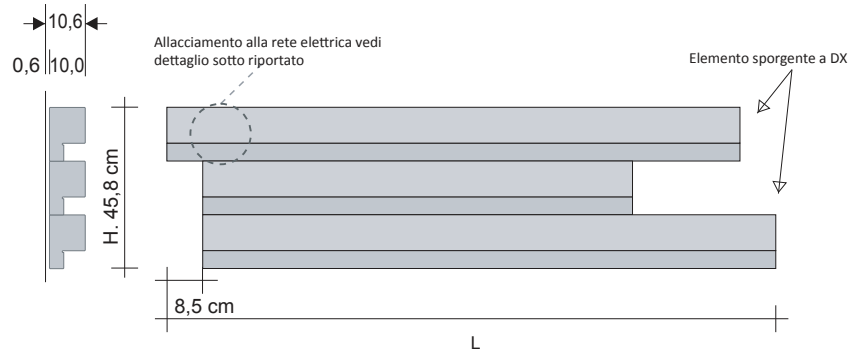 10,6
0,6 10,0
Allacciamento alla rete elettrica vedi
dettaglio sotto riportato
Elemento sporgente a DX
H. 45,8 cm
8,5 cm
L